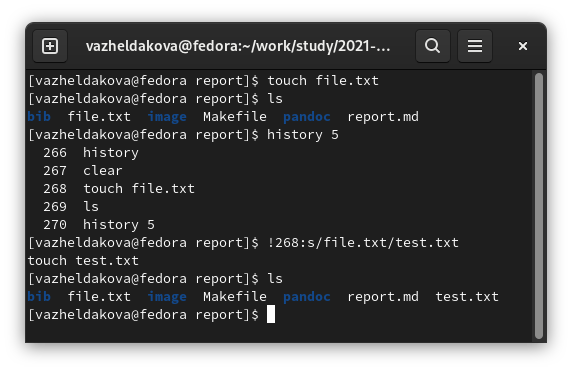 vazheldakova@fedora:~/work/study/2021-...
[vazheldakova@fedora report]$ touch file.txt
[vazheldakova@fedora report]$ ls
bib  file.txt  image  Makefile  pandoc  report.md
[vazheldakova@fedora report]$ history 5
  266  history
  267  clear
  268  touch file.txt
  269  ls
  270  history 5
[vazheldakova@fedora report]$ !268:s/file.txt/test.txt
touch test.txt
[vazheldakova@fedora report]$ ls
bib  file.txt  image  Makefile  pandoc  report.md  test.txt
[vazheldakova@fedora report]$